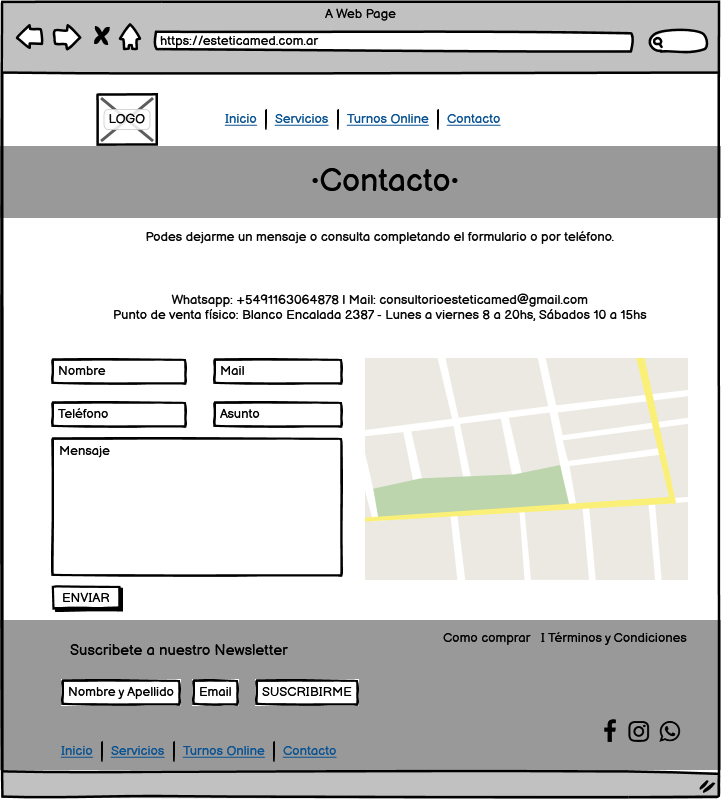 A Web Page
https://esteticamed.com.ar
LOGO
Inicio | Servicios | Turnos Online | Contacto
·Contacto·
Podes dejarme un mensaje o consulta completando el formulario o por teléfono.
Whatsapp: +5491163064878 I Mail: consultorioesteticamed@gmail.com
Punto de venta físico: Blanco Encalada 2387 - Lunes a viernes 8 a 20hs, Sábados 10 a 15hs
Nombre
Mail
Teléfono
Asunto
Mensaje
ENVIAR
Como comprar I Términos y Condiciones
Suscribete a nuestro Newsletter
Nombre y Apellido
Email
SUSCRIBIRME
Inicio | Servicios | Turnos Online | Contacto